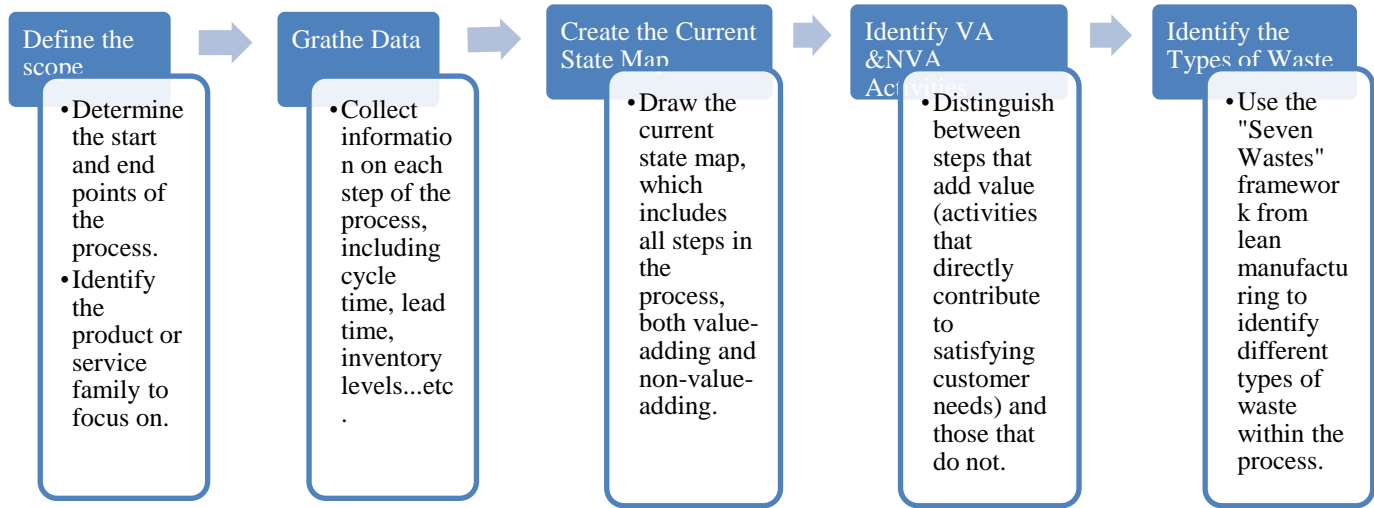 Define the
scope
•Determine
the start
and end
points of
the
process.
•Identify
the
product or
service
family to
focus on.
Grathe Data
•Collect
informatio
n on each
step of the
process,
including
cycle
time, lead
time,
inventory
levels...etc
.
Create the Current
State Map
•Draw the
current
state map,
which
includes
all steps in
the
process,
both value-
adding and
non-value-
adding.
Identify VA
&NVA
Activities
•Distinguish
between
steps that
add value
(activities
that
directly
contribute
to
satisfying
customer
needs) and
those that
do not.
Identify the
Types of Waste
•Use the
"Seven
Wastes"
framewor
k from
lean
manufactu
ring to
identify
different
types of
waste
within the
process.